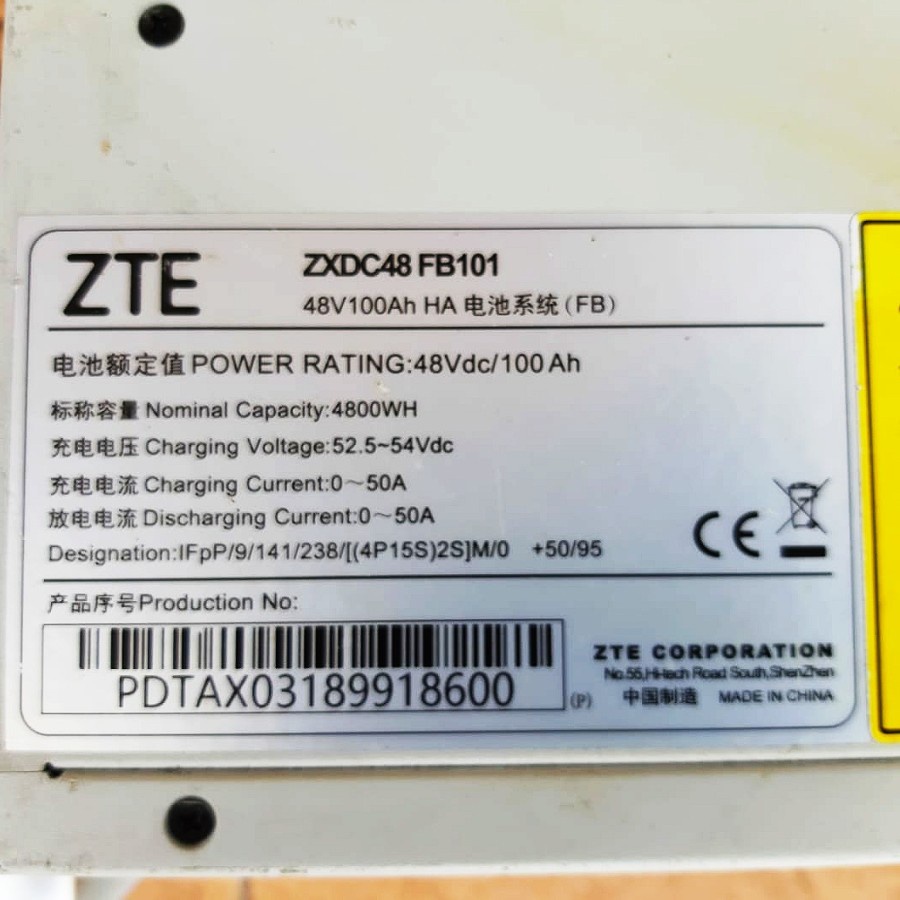 ZTE
ZXDC48 FB101
48V100Ah HA 电池系统(FB)
电池额定值 POWER RATING:48Vdc/100Ah
标称容量 Nominal Capacity:4800WH
充电电压 Charging Voltage:52.5~54Vdc
充电电流 Charging Current:0～50A
放电电流 Discharging Current:0～50A
Designation:IFpP/9/141/238/[(4P15S)2S]M/0 +50/95
CE
产品序号Production No:
PDTAX03189918600
(P)
ZTE CORPORATION
No.55,Hi-tech Road South,ShenZhen
中国制造 MADE IN CHINA